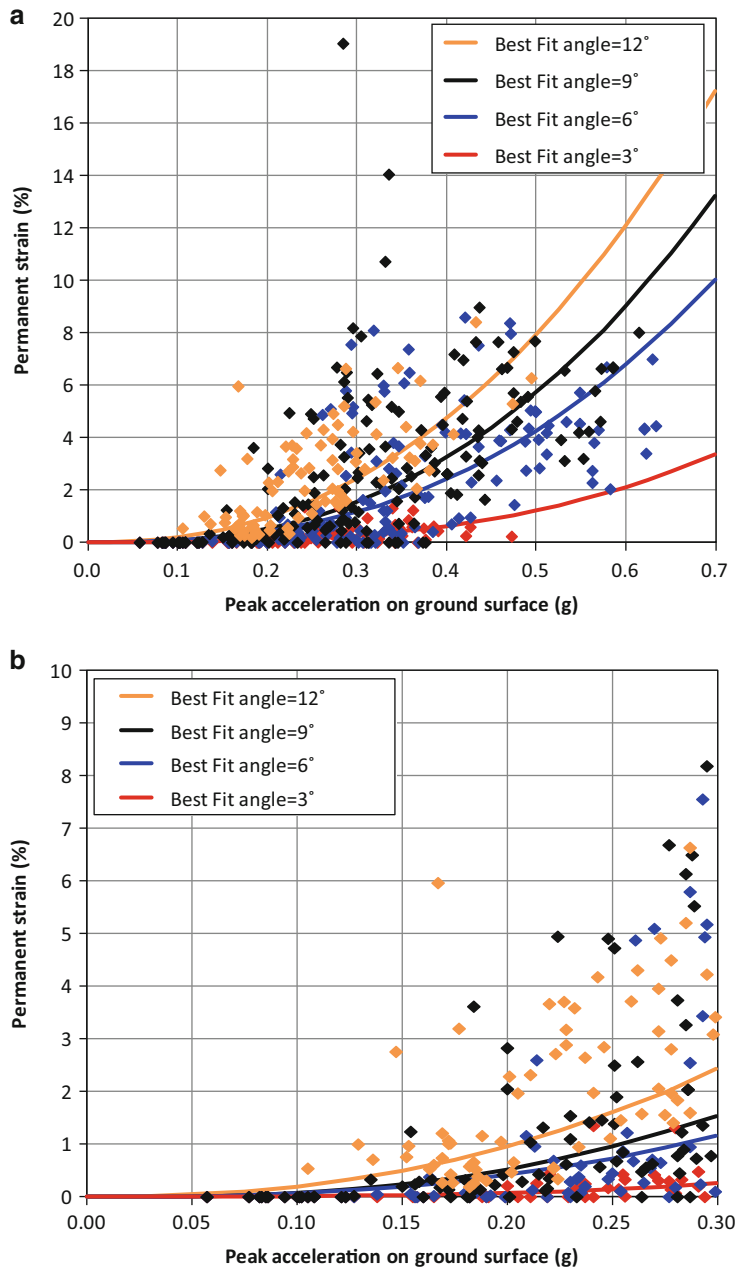 a
20
18
16
14
12
10
8
6
4
2
0
Permanent strain (%)
Best Fit angle=12°
Best Fit angle=9°
Best Fit angle=6°
Best Fit angle=3°
0.0 0.1 0.2 0.3 0.4 0.5 0.6 0.7
Peak acceleration on ground surface (g)
b
10
9
8
7
6
5
4
3
2
1
0
Permanent strain (%)
Best Fit angle=12°
Best Fit angle=9°
Best Fit angle=6°
Best Fit angle=3°
0.00 0.05 0.10 0.15 0.20 0.25 0.30
Peak acceleration on ground surface (g)